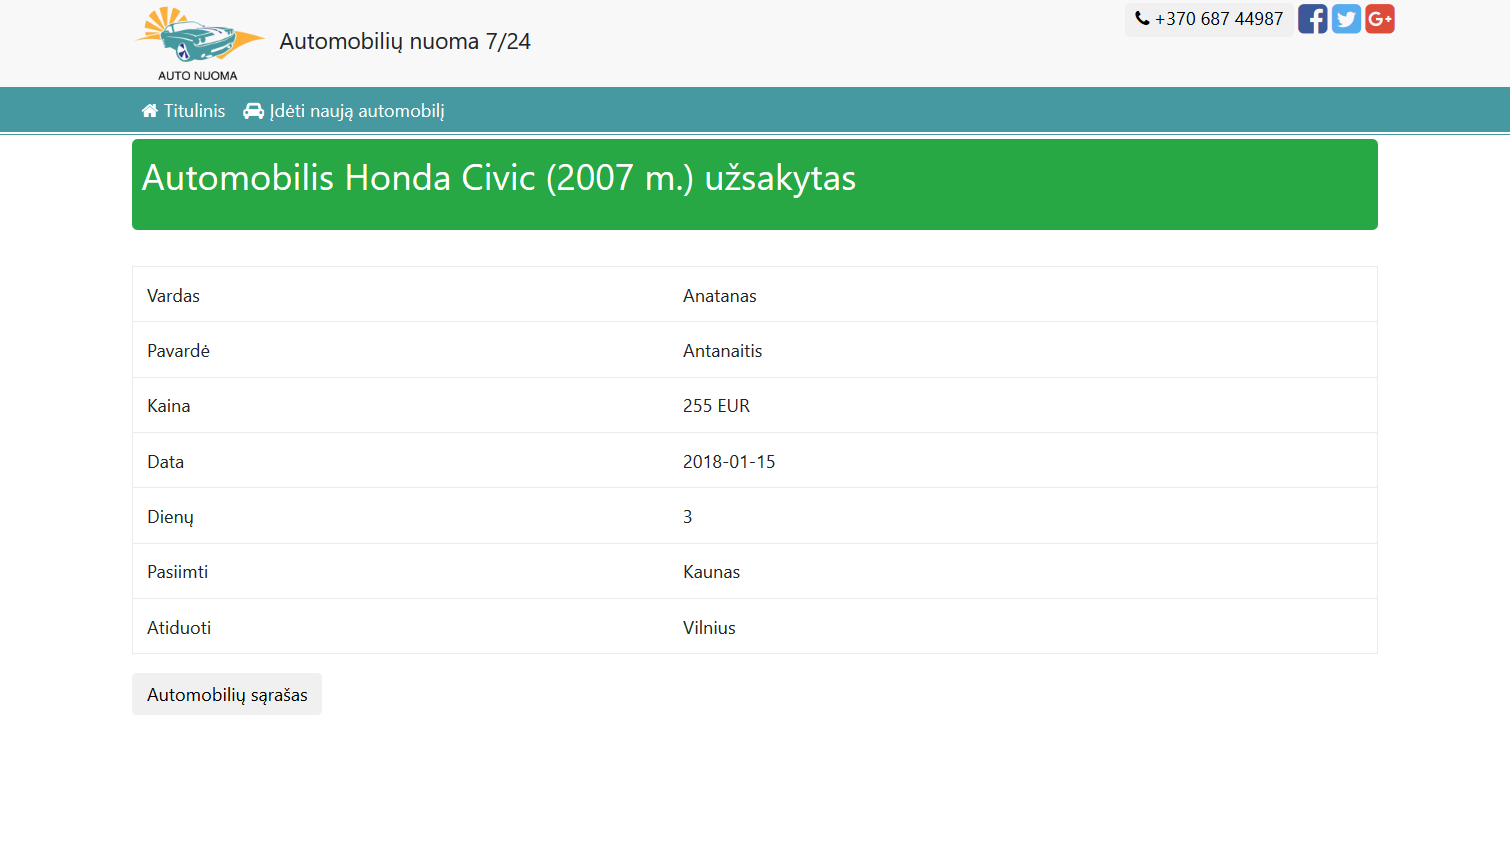 AUTO NUOMA
Automobilių nuoma 7/24
+370 687 44987
Titulinis Įdėti naują automobilį
Automobilis Honda Civic (2007 m.) užsakytas
Vardas Anatanas
Pavardė Antanaitis
Kaina 255 EUR
Data 2018-01-15
Dienų 3
Pasiimti Kaunas
Atiduoti Vilnius
Automobilių sąrašas